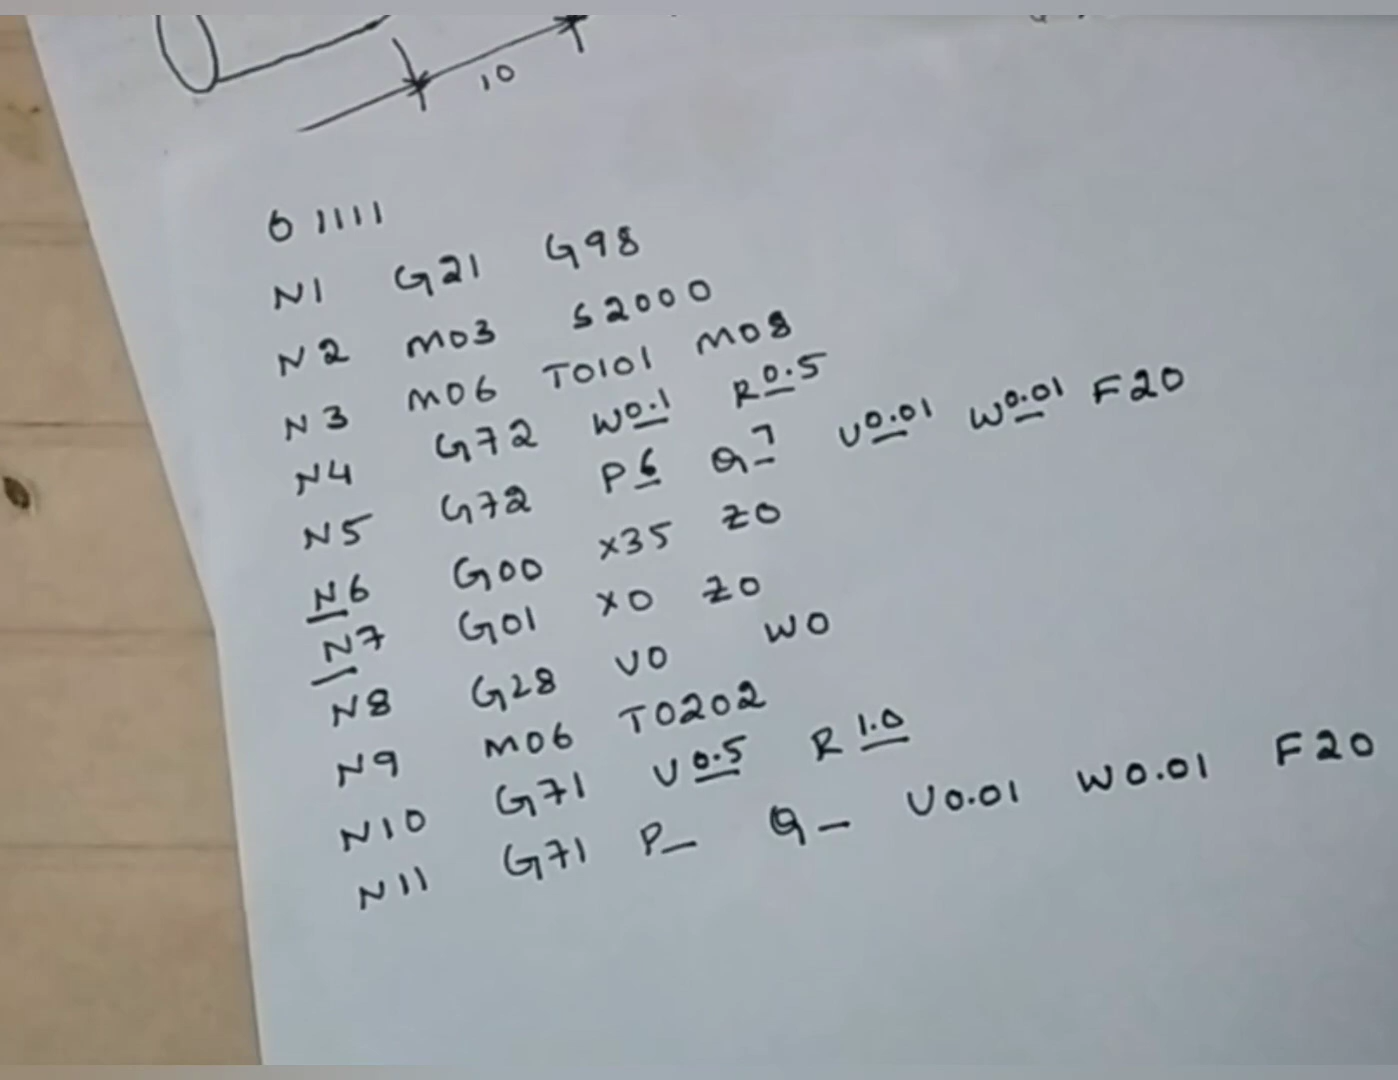 10
O 1111
N1 G21 G98
N2 M03 S2000
N3 M06 T0101 M08
N4 G72 W0.1 R0.5
N5 G72 P6 Q7 U0.01 W0.01 F20
N6 G00 X35 Z0
N7 G01 X0 Z0
N8 G28 U0 W0
N9 M06 T0202
N10 G71 U0.5 R1.0
N11 G71 P_ Q_ U0.01 W0.01 F20